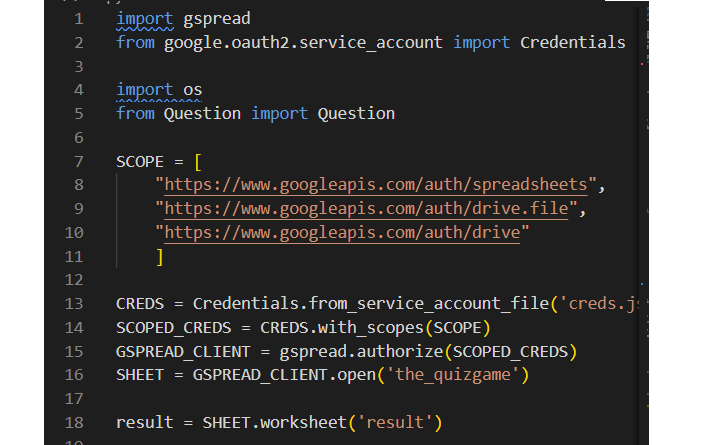 1 import gspread
2 from google.oauth2.service_account import Credentials
3
4 import os
5 from Question import Question
6
7 SCOPE = [
8     "https://www.googleapis.com/auth/spreadsheets",
9     "https://www.googleapis.com/auth/drive.file",
10     "https://www.googleapis.com/auth/drive"
11     ]
12
13 CREDS = Credentials.from_service_account_file('creds.js
14 SCOPED_CREDS = CREDS.with_scopes(SCOPE)
15 GSPREAD_CLIENT = gspread.authorize(SCOPED_CREDS)
16 SHEET = GSPREAD_CLIENT.open('the_quizgame')
17
18 result = SHEET.worksheet('result')